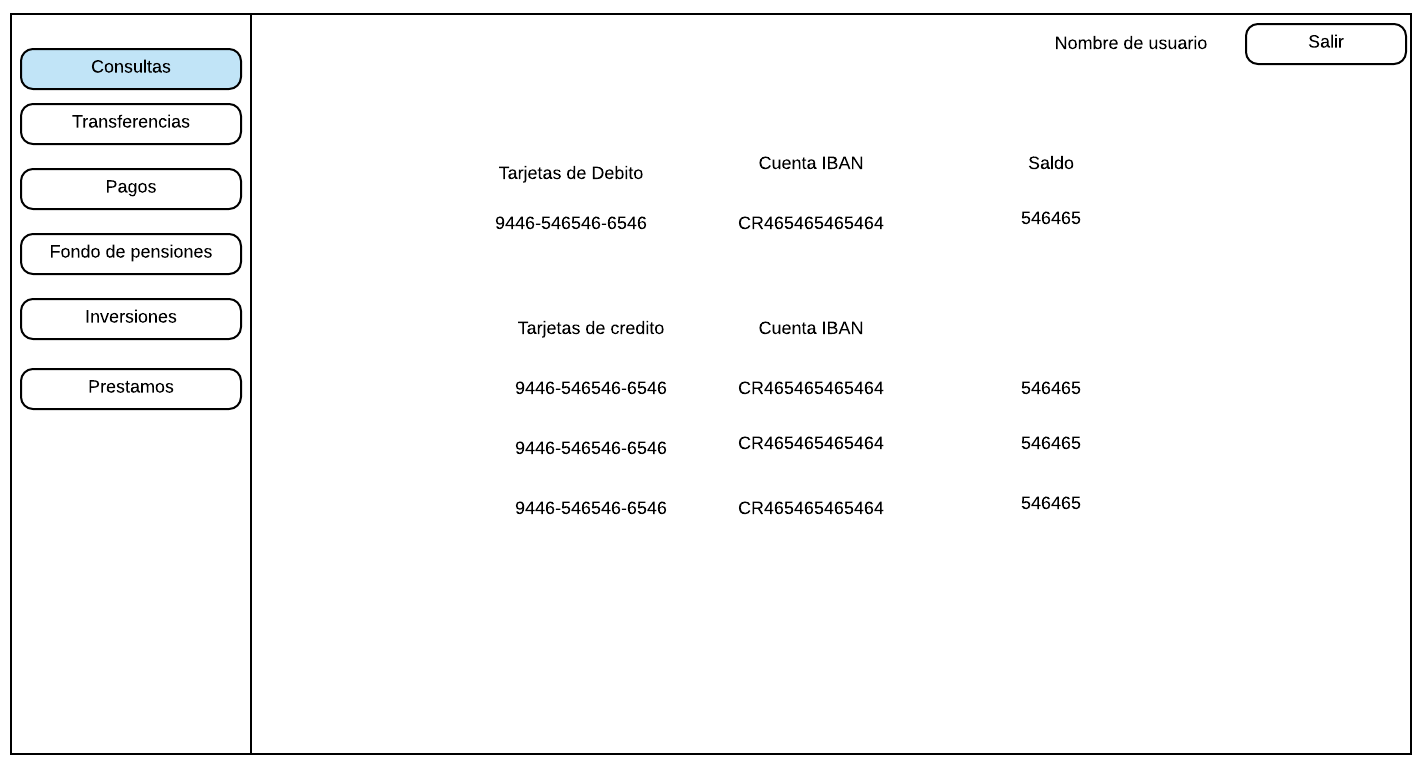 Nombre de usuario
Salir
Consultas
Transferencias
Pagos
Fondo de pensiones
Inversiones
Prestamos
Tarjetas de Debito Cuenta IBAN Saldo
9446-546546-6546 CR465465465464 546465
Tarjetas de credito Cuenta IBAN
9446-546546-6546 CR465465465464 546465
9446-546546-6546 CR465465465464 546465
9446-546546-6546 CR465465465464 546465